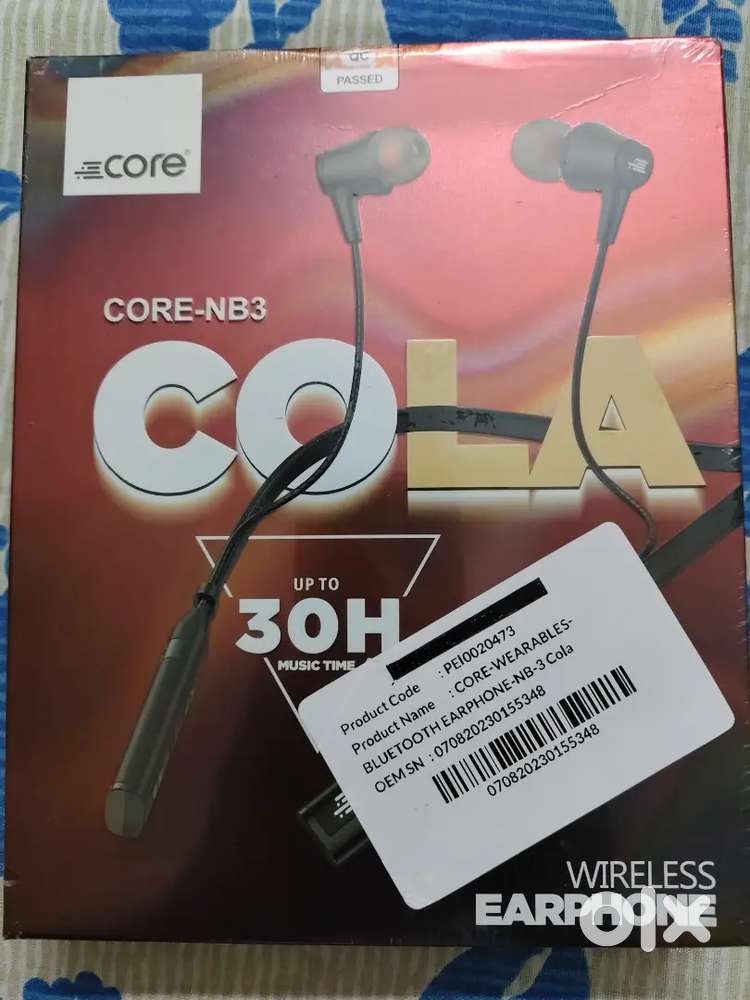 QC
PASSED
core®
CORE-NB3
COLA
UP TO
30H
MUSIC TIME
Product Code : PEI0020473
Product Name : CORE-WEARABLES-
BLUETOOTH EARPHONE-NB-3 Cola
OEM SN : 070820230155348
070820230155348
WIRELESS
EARPHONE
olx